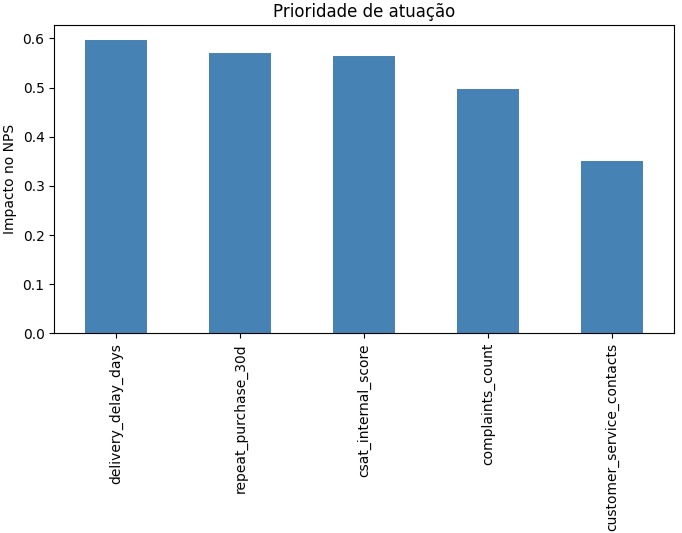 Prioridade de atuação
Impacto no NPS
0.6
0.5
0.4
0.3
0.2
0.1
0.0
delivery_delay_days
repeat_purchase_30d
csat_internal_score
complaints_count
customer_service_contacts